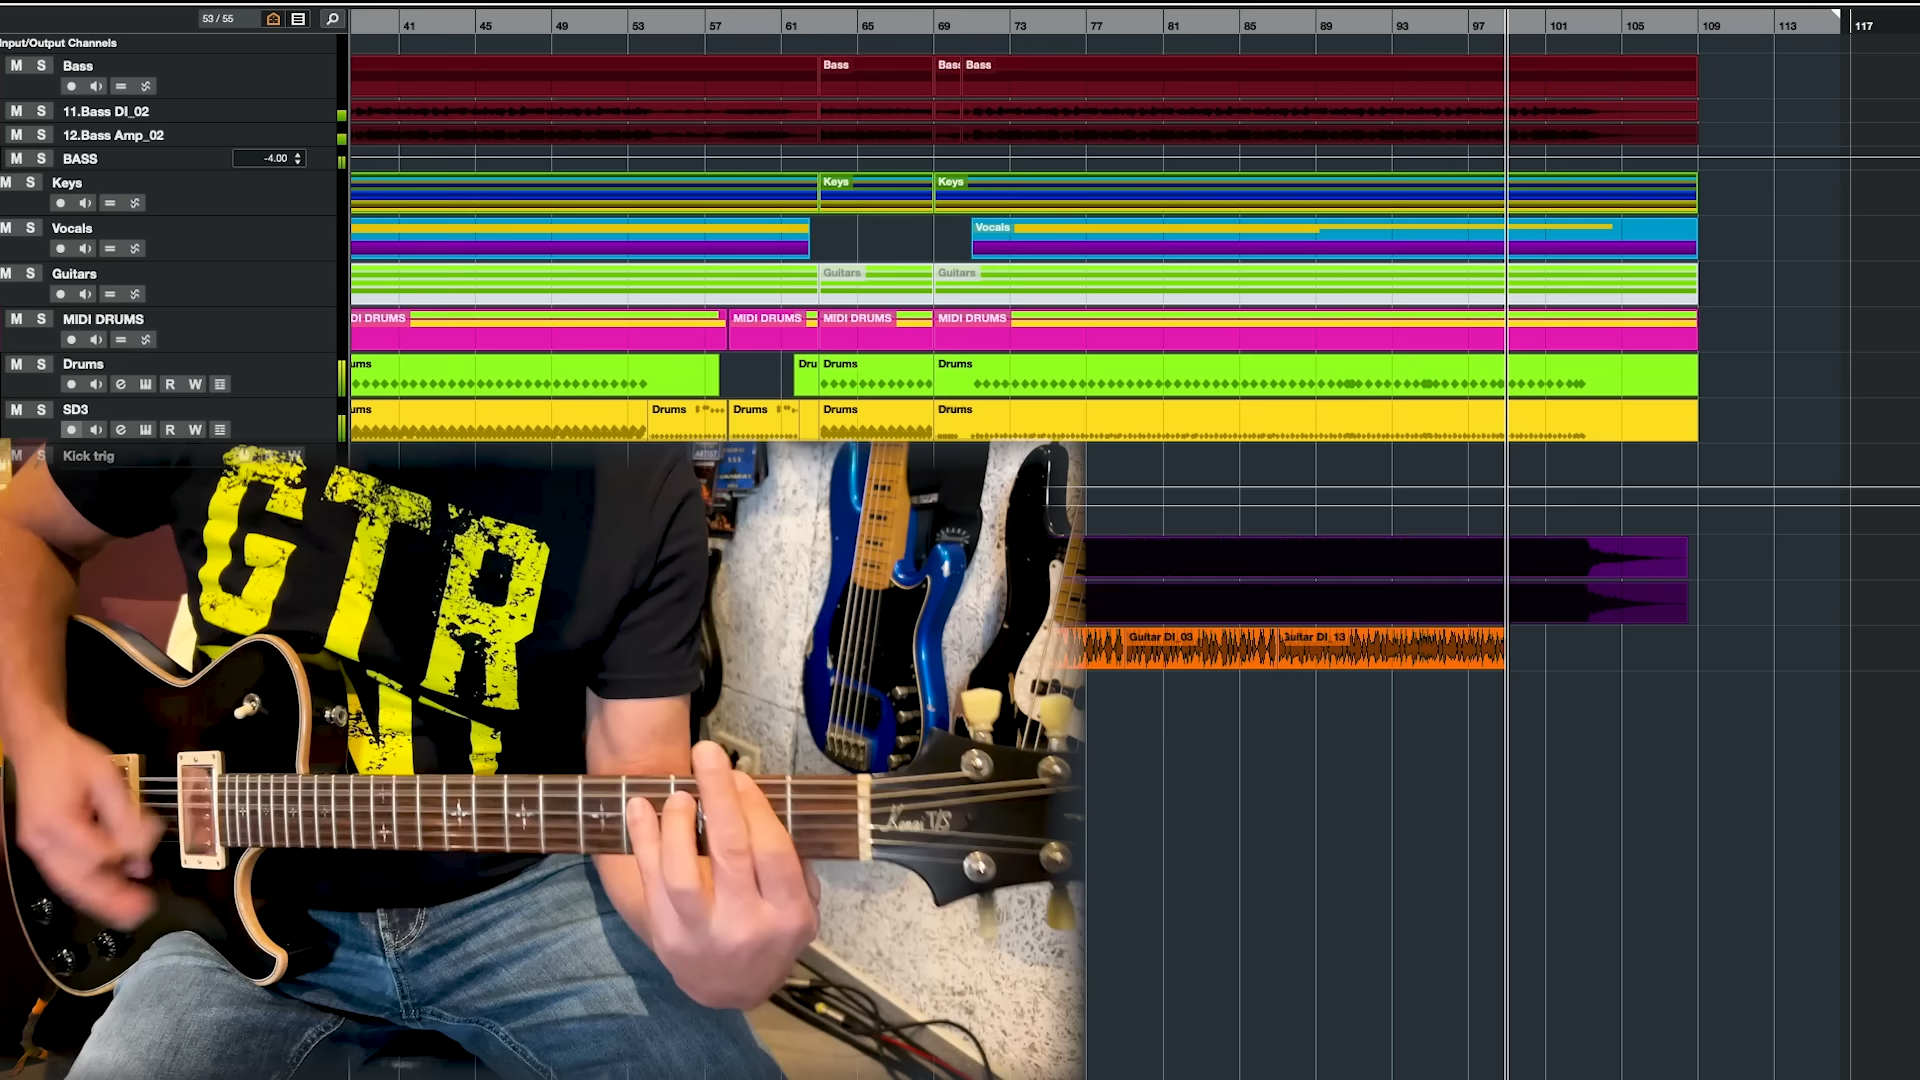 53 / 55
41 45 49 53 57 61 65 69 73 77 81 85 89 93 97 101 105 109 113 117
Input/Output Channels
M S Bass
Bass Bass Bass
M S 11.Bass DI_02
M S 12.Bass Amp_02
M S BASS -4.00
M S Keys
Keys Keys
M S Vocals
Vocals
M S Guitars
Guitars Guitars
M S MIDI DRUMS
DI DRUMS MIDI DRUMS MIDI DRUMS MIDI DRUMS
M S Drums
ums Dru Drums Drums
R W
M S SD3
ums Drums Drums Drums Drums
R W
M S Kick trig
ARTIST
GTR
Guitar DI_03 Guitar DI_13